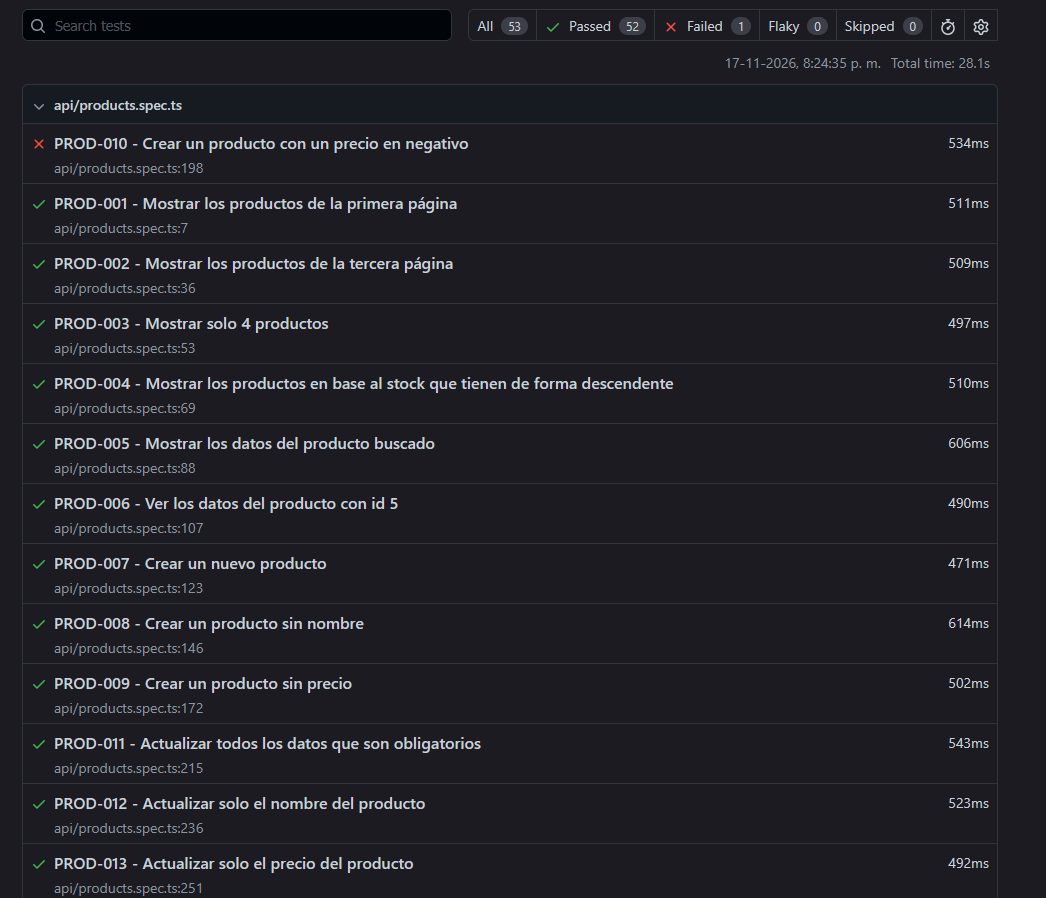 Search tests
All 53 Passed 52 Failed 1 Flaky 0 Skipped 0
17-11-2026, 8:24:35 p. m. Total time: 28.1s
api/products.spec.ts
PROD-010 - Crear un producto con un precio en negativo 534ms
api/products.spec.ts:198
PROD-001 - Mostrar los productos de la primera página 511ms
api/products.spec.ts:7
PROD-002 - Mostrar los productos de la tercera página 509ms
api/products.spec.ts:36
PROD-003 - Mostrar solo 4 productos 497ms
api/products.spec.ts:53
PROD-004 - Mostrar los productos en base al stock que tienen de forma descendente 510ms
api/products.spec.ts:69
PROD-005 - Mostrar los datos del producto buscado 606ms
api/products.spec.ts:88
PROD-006 - Ver los datos del producto con id 5 490ms
api/products.spec.ts:107
PROD-007 - Crear un nuevo producto 471ms
api/products.spec.ts:123
PROD-008 - Crear un producto sin nombre 614ms
api/products.spec.ts:146
PROD-009 - Crear un producto sin precio 502ms
api/products.spec.ts:172
PROD-011 - Actualizar todos los datos que son obligatorios 543ms
api/products.spec.ts:215
PROD-012 - Actualizar solo el nombre del producto 523ms
api/products.spec.ts:236
PROD-013 - Actualizar solo el precio del producto 492ms
api/products.spec.ts:251